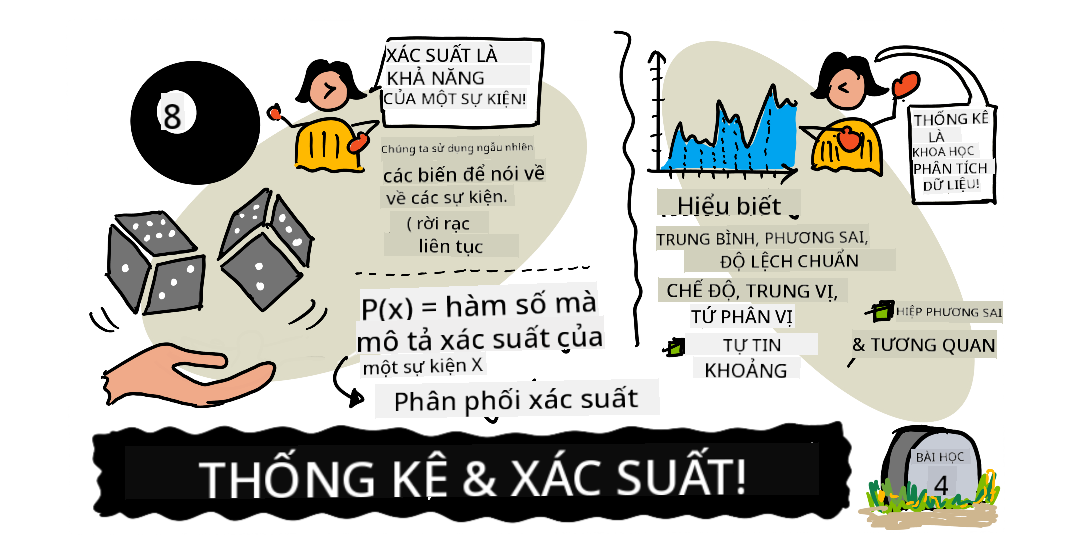 8
XÁC SUẤT LÀ
KHẢ NĂNG
CỦA MỘT SỰ KIỆN!
Chúng ta sử dụng ngẫu nhiên
các biến để nói về
về các sự kiện.
( rời rạc
liên tục
P(x) = hàm số mà
mô tả xác suất của
một sự kiện X
Phân phối xác suất
THỐNG KÊ
LÀ
KHOA HỌC
PHÂN TÍCH
DỮ LIỆU!
Hiểu biết
TRUNG BÌNH, PHƯƠNG SAI,
ĐỘ LỆCH CHUẨN
CHẾ ĐỘ, TRUNG VỊ,
TỨ PHÂN VỊ
TỰ TIN
KHOẢNG
HIỆP PHƯƠNG SAI
& TƯƠNG QUAN
THỐNG KÊ & XÁC SUẤT!
BÀI HỌC
4